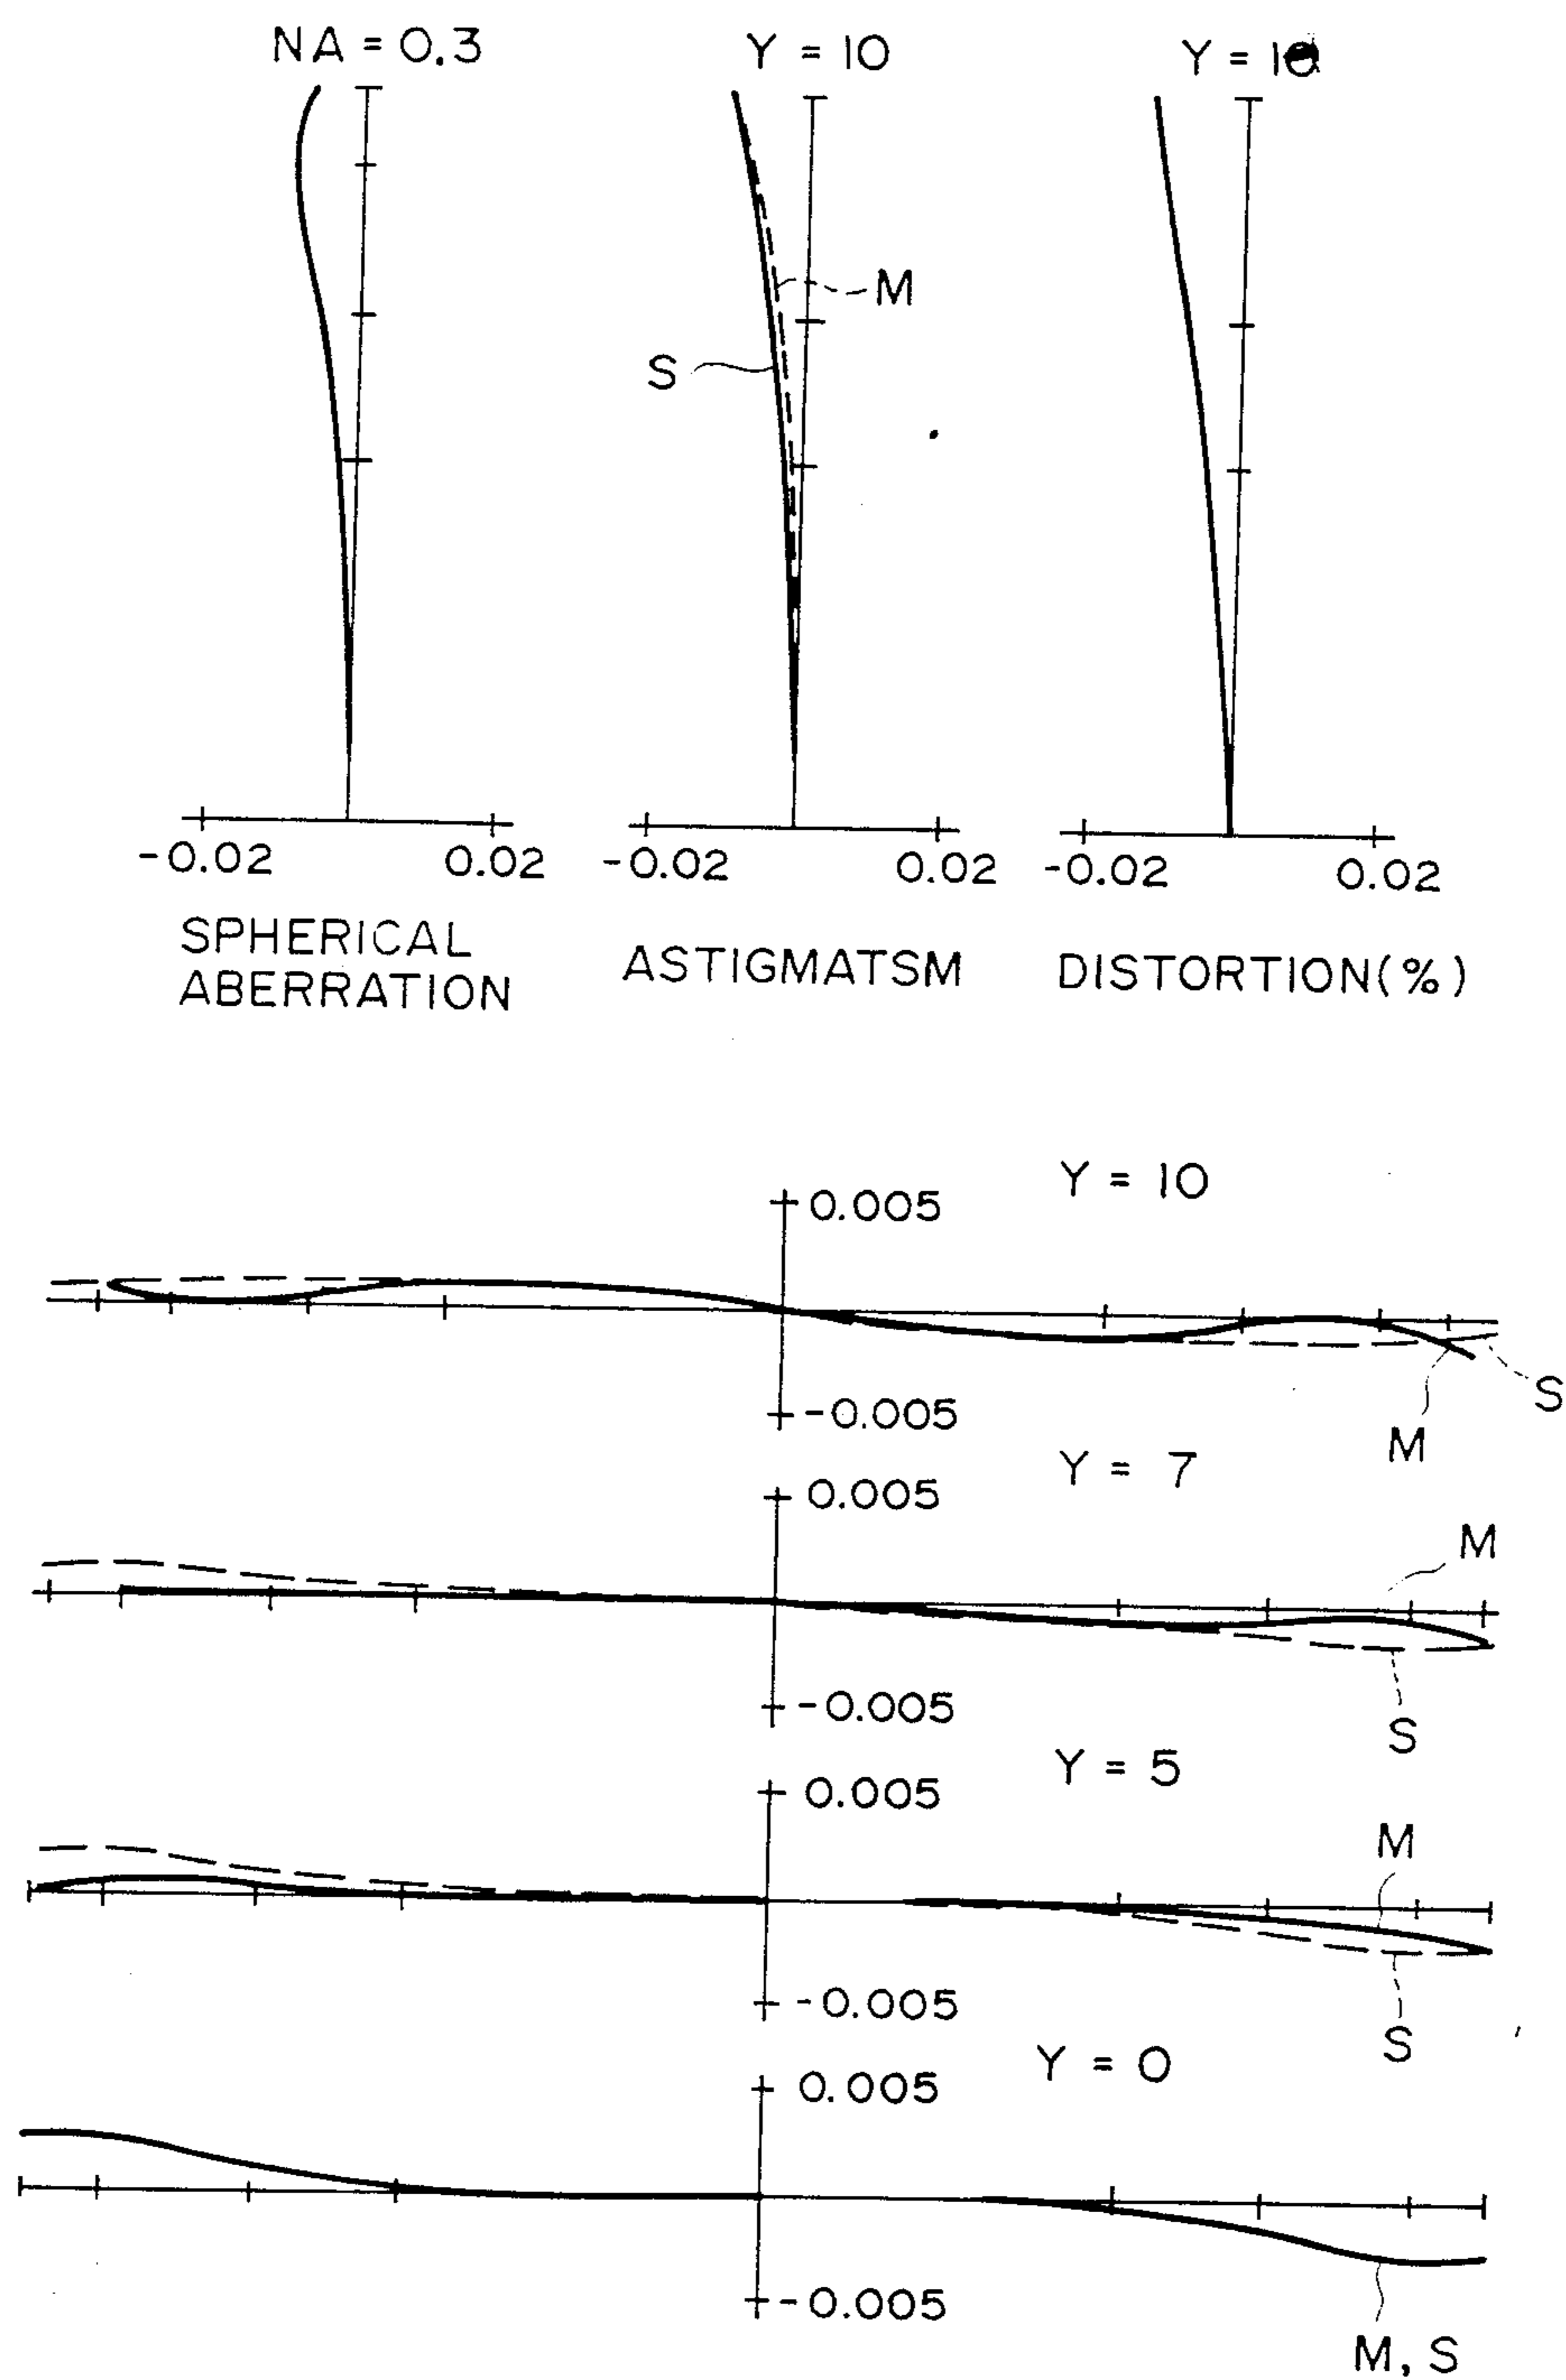 NA = 0.3
Y = 10
Y = 10
M
S
-0.02 0.02
-0.02 0.02
-0.02 0.02
SPHERICAL
ABERRATION
ASTIGMATSM
DISTORTION(%)
Y = 10
0.005
-0.005
M
S
Y = 7
0.005
-0.005
M
S
Y = 5
0.005
-0.005
M
S
Y = 0
0.005
-0.005
M, S